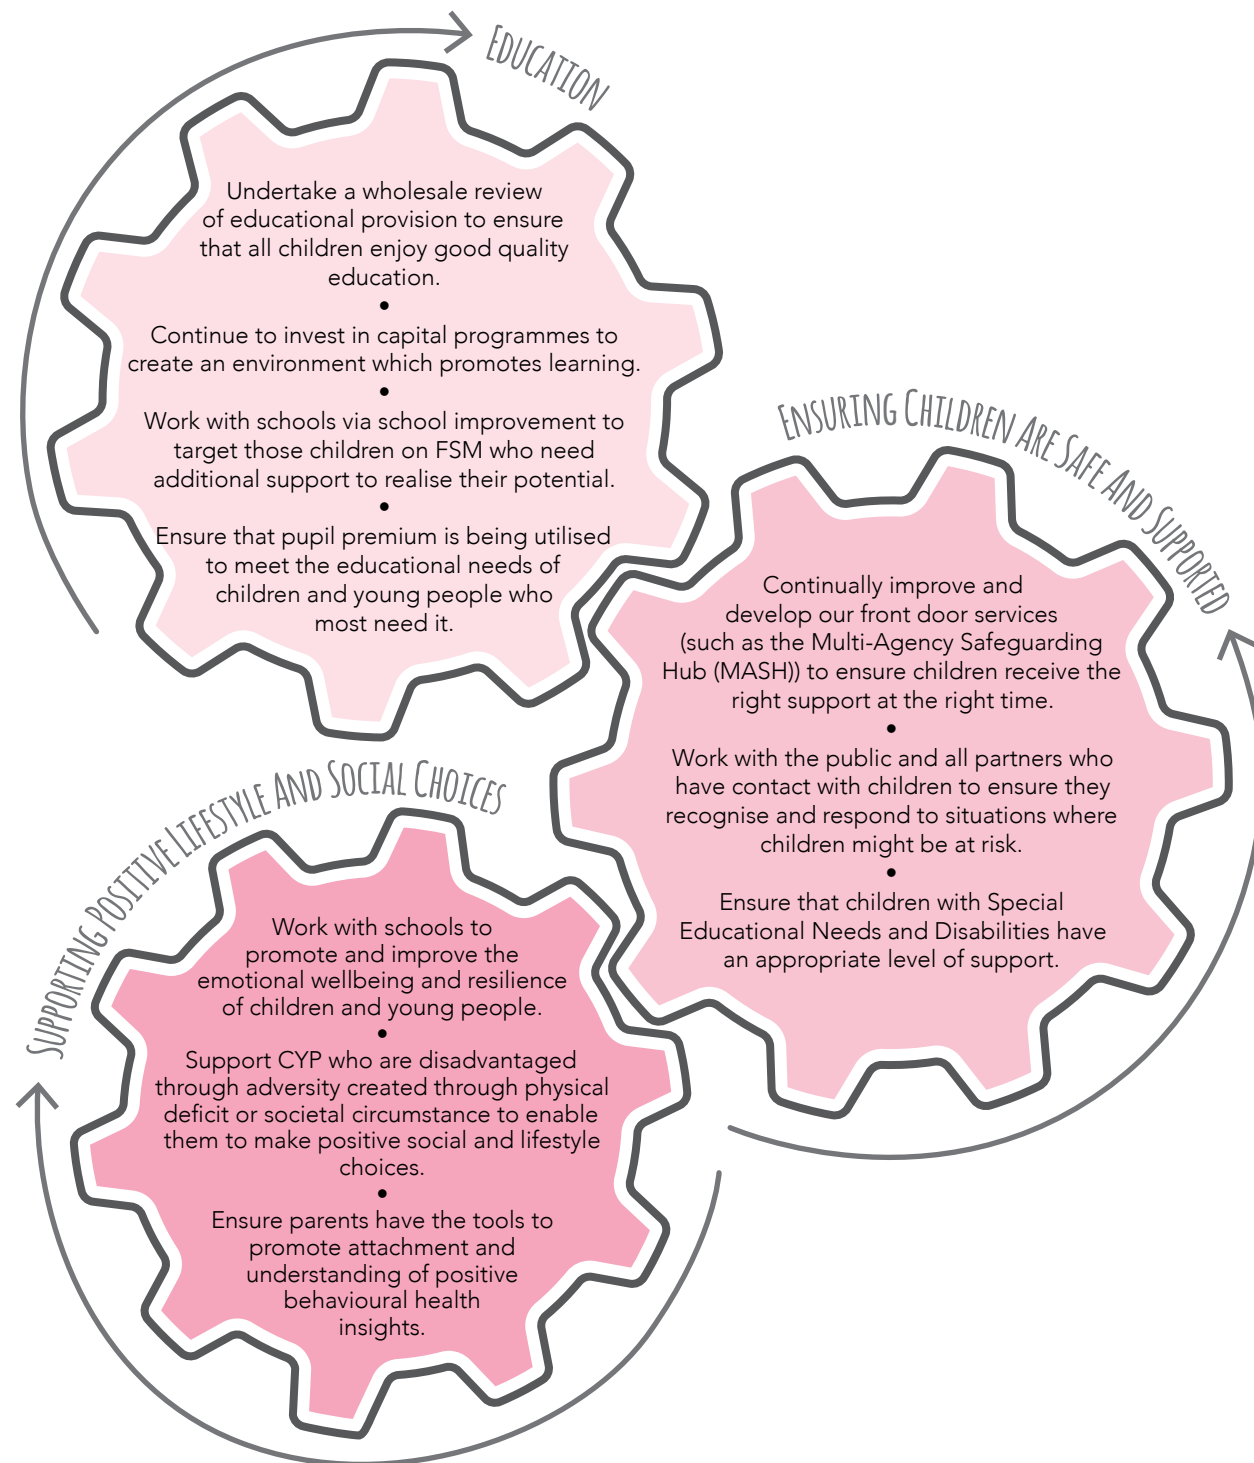 EDUCATION
Undertake a wholesale review
of educational provision to ensure
that all children enjoy good quality
education.
•
Continue to invest in capital programmes to
create an environment which promotes learning.
•
Work with schools via school improvement to
target those children on FSM who need
additional support to realise their potential.
•
Ensure that pupil premium is being utilised
to meet the educational needs of
children and young people who
most need it.
ENSURING CHILDREN ARE SAFE AND SUPPORTED
Continually improve and
develop our front door services
(such as the Multi-Agency Safeguarding
Hub (MASH)) to ensure children receive the
right support at the right time.
•
Work with the public and all partners who
have contact with children to ensure they
recognise and respond to situations where
children might be at risk.
•
Ensure that children with Special
Educational Needs and Disabilities have
an appropriate level of support.
SUPPORTING POSITIVE LIFESTYLE AND SOCIAL CHOICES
Work with schools to
promote and improve the
emotional wellbeing and resilience
of children and young people.
•
Support CYP who are disadvantaged
through adversity created through physical
deficit or societal circumstance to enable
them to make positive social and lifestyle
choices.
•
Ensure parents have the tools to
promote attachment and
understanding of positive
behavioural health
insights.